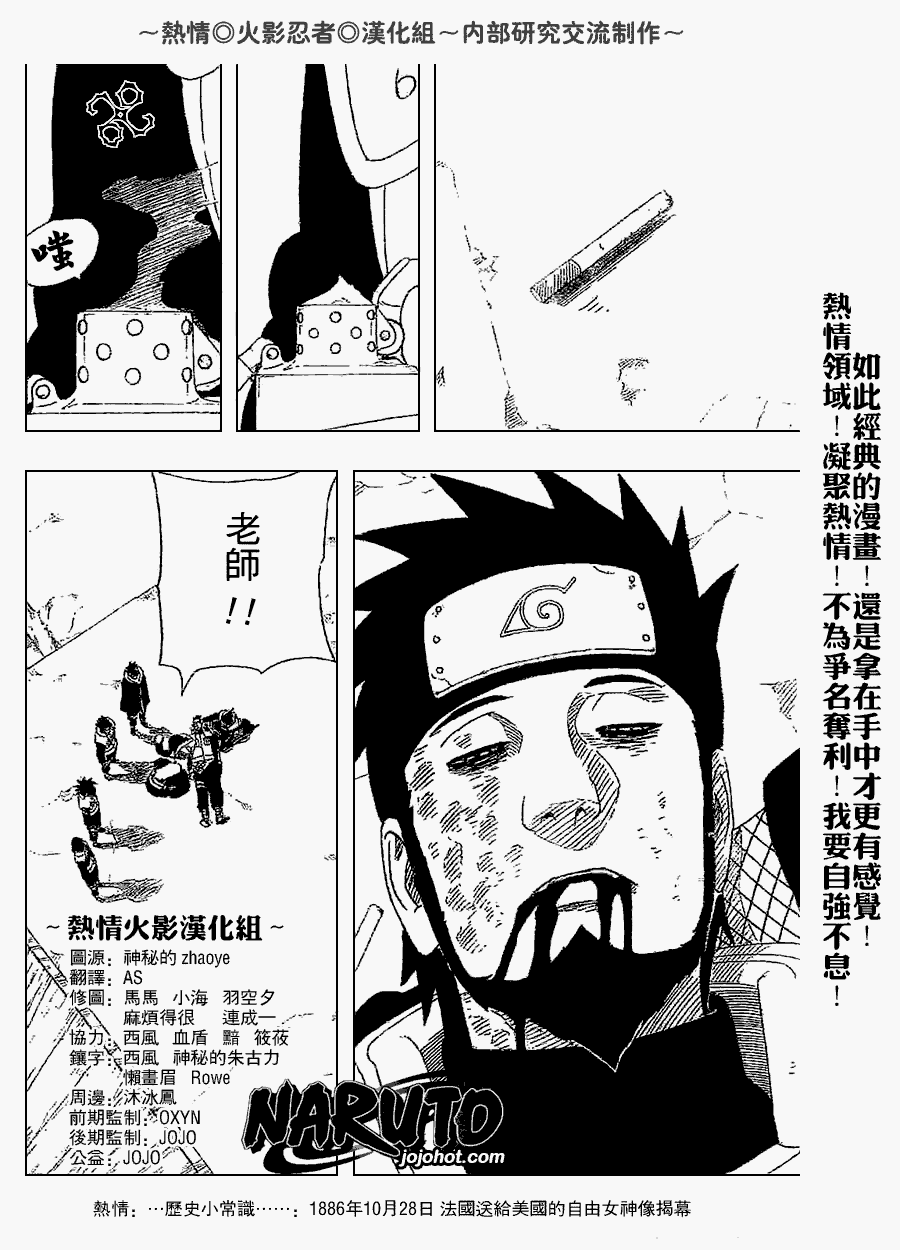 ～熱情◎火影忍者◎漢化組～内部研究交流制作～
嗤
如此經典的漫畫！還是拿在手中才更有感覺！
熱情領域！凝聚熱情！不為爭名奪利！我要自強不息！
老師!!
～熱情火影漢化組～
圖源：神秘的 zhaoye
翻譯：AS
修圖：馬馬 小海 羽空夕
麻煩得很 連成一
協力：西風 血盾 黯 筱莜
鑲字：西風 神秘的朱古力
懶畫眉 Rowe
周邊：沐冰鳳
前期監制：OXYN
後期監制：JOJO
公益：JOJO
NARUTO
jojohot.com
熱情：…歷史小常識……：1886年10月28日 法國送給美國的自由女神像揭幕